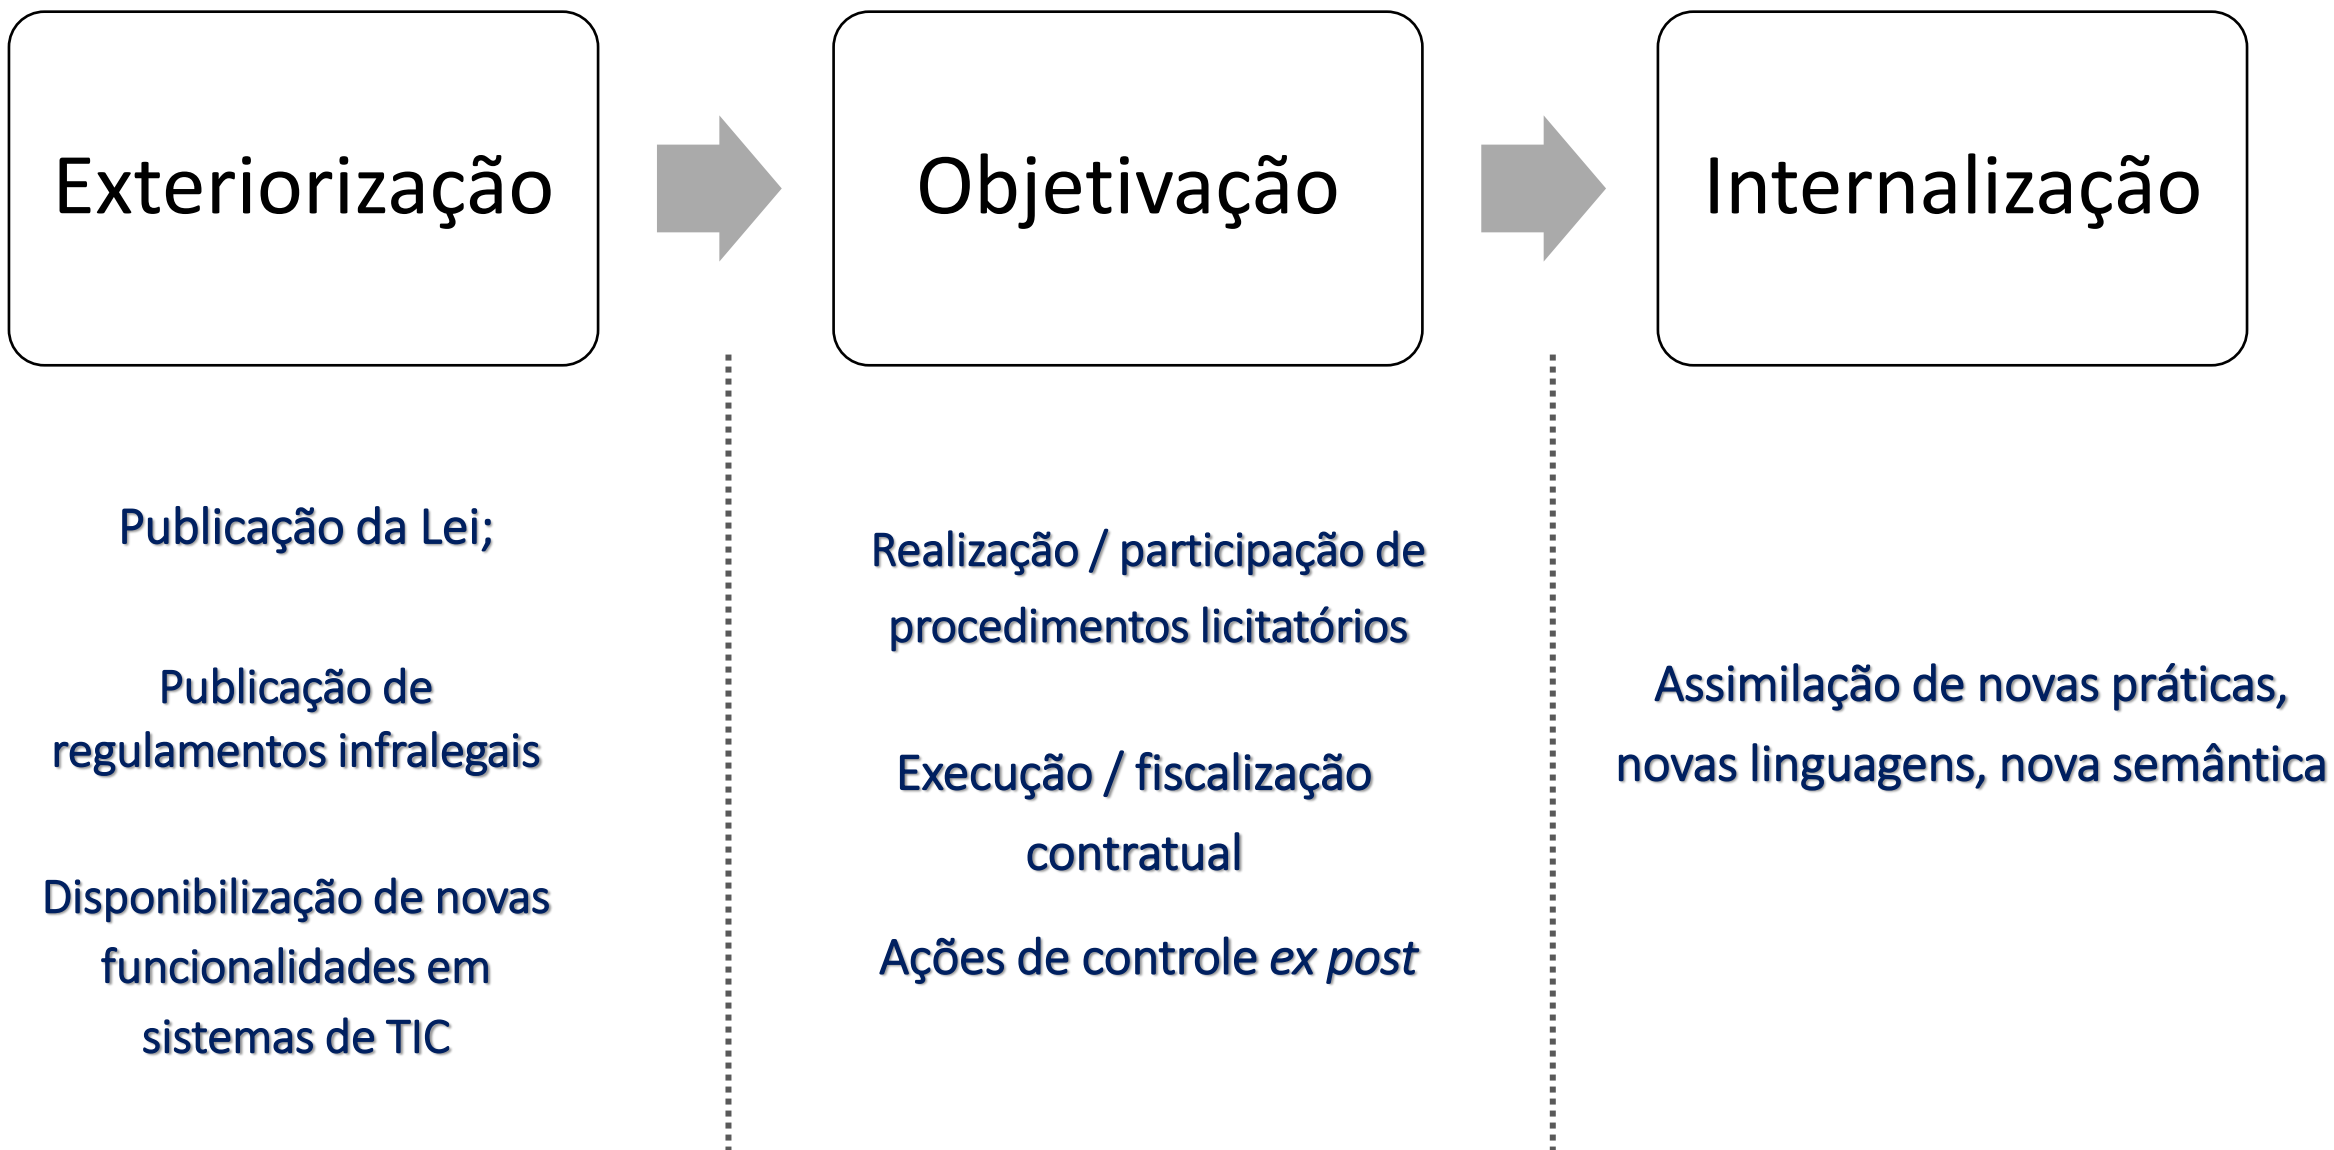 Exteriorização
Objetivação
Internalização
Publicação da Lei;
Publicação de
regulamentos infralegais
Disponibilização de novas
funcionalidades em
sistemas de TIC
Realização / participação de
procedimentos licitatórios
Execução / fiscalização
contratual
Ações de controle ex post
Assimilação de novas práticas,
novas linguagens, nova semântica